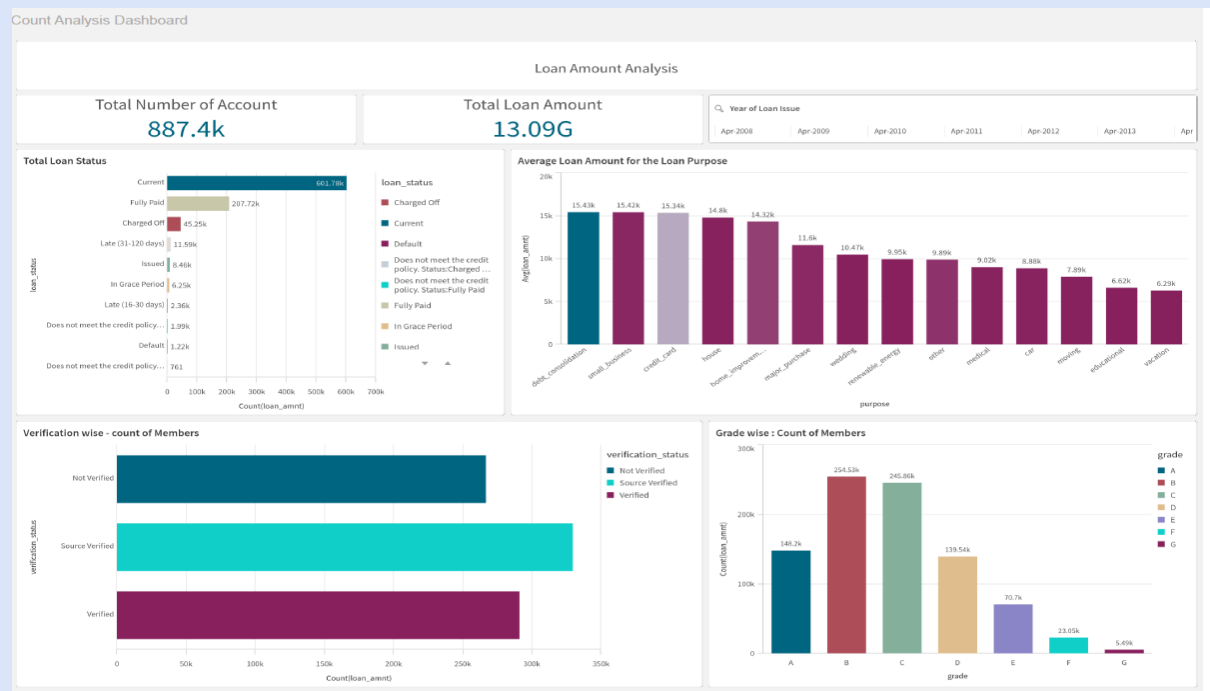 Count Analysis Dashboard
Loan Amount Analysis
Total Number of Account
887.4k
Total Loan Amount
13.09G
Year of Loan Issue
Apr-2008 Apr-2009 Apr-2010 Apr-2011 Apr-2012 Apr-2013 Apr
Total Loan Status
loan_status
Current 601.78k
Fully Paid 207.72k
Charged Off 45.25k
Late (31-120 days) 11.59k
Issued 8.46k
In Grace Period 6.25k
Late (16-30 days) 2.36k
Does not meet the credit policy... 1.99k
Default 1.22k
Does not meet the credit policy... 761
0 100k 200k 300k 400k 500k 600k 700k
Count(loan_amnt)
loan_status
Charged Off
Current
Default
Does not meet the credit
policy. Status:Charged ...
Does not meet the credit
policy. Status:Fully Paid
Fully Paid
In Grace Period
Issued
Average Loan Amount for the Loan Purpose
Avg(loan_amnt)
20k
15k
10k
5k
0
15.43k 15.42k 15.34k 14.8k 14.32k 11.6k 10.47k 9.95k 9.89k 9.02k 8.88k 7.89k 6.62k 6.29k
debt_consolidation small_business credit_card house home_improvem... major_purchase wedding renewable_energy other medical car moving educational vacation
purpose
Verification wise - count of Members
verification_status
Not Verified
Source Verified
Verified
0 50k 100k 150k 200k 250k 300k 350k
Count(loan_amnt)
verification_status
Not Verified
Source Verified
Verified
Grade wise : Count of Members
Count(loan_amnt)
300k
200k
100k
0
148.2k 254.53k 245.86k 139.54k 70.7k 23.05k 5.49k
A B C D E F G
grade
grade
A
B
C
D
E
F
G